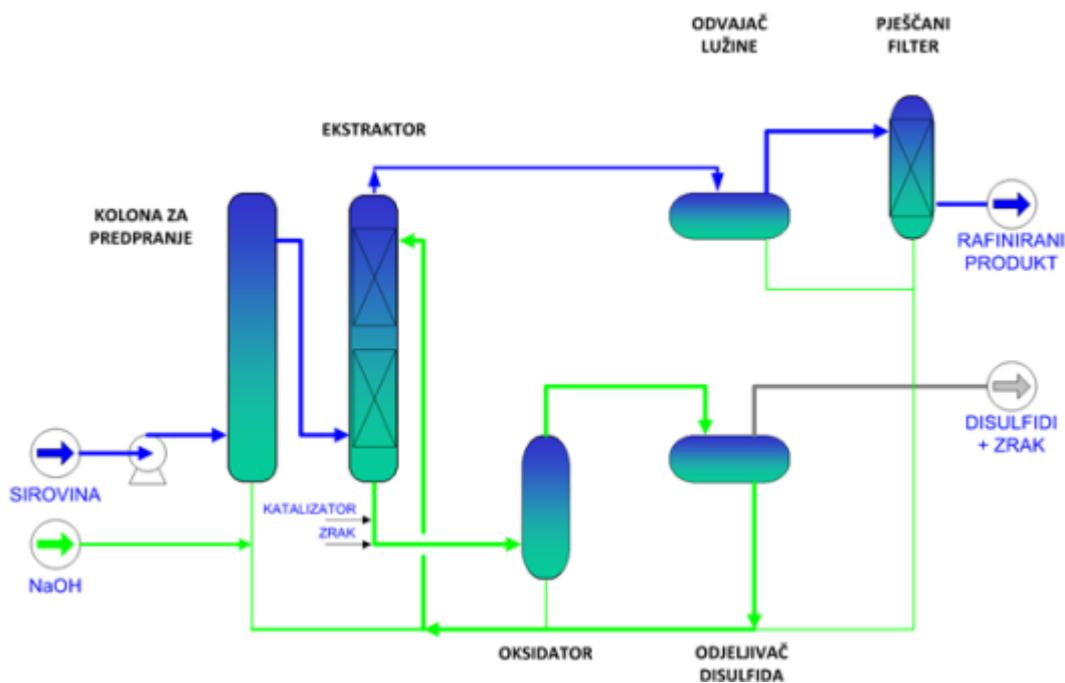 ODVAJAČ
LUŽINE
PJEŠČANI
FILTER
EKSTRAKTOR
KOLONA ZA
PREDPRANJE
RAFINIRANI
PRODUKT
SIROVINA
KATALIZATOR
ZRAK
DISULFIDI
+ ZRAK
NaOH
OKSIDATOR
ODJELJIVAČ
DISULFIDA